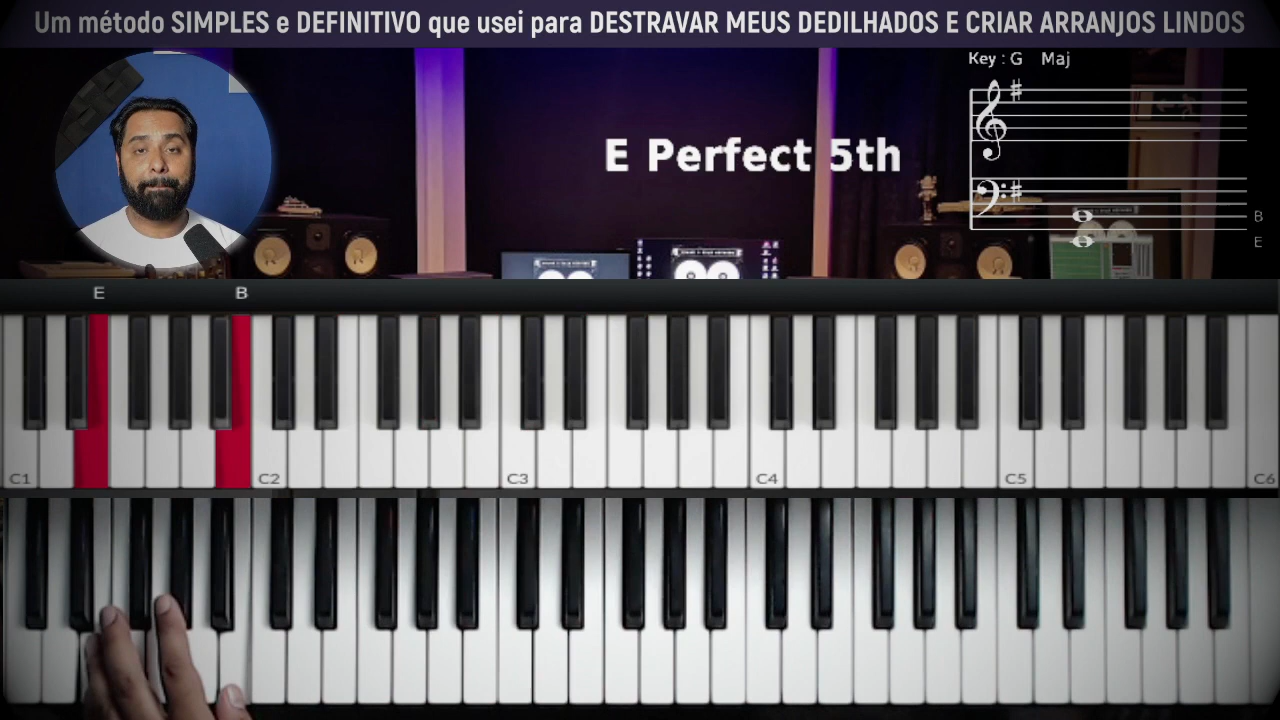 Um método SIMPLES e DEFINITIVO que usei para DESTRAVAR MEUS DEDILHADOS E CRIAR ARRANJOS LINDOS
Key : G Maj
E Perfect 5th
B
E
E B
C1 C2 C3 C4 C5 C6